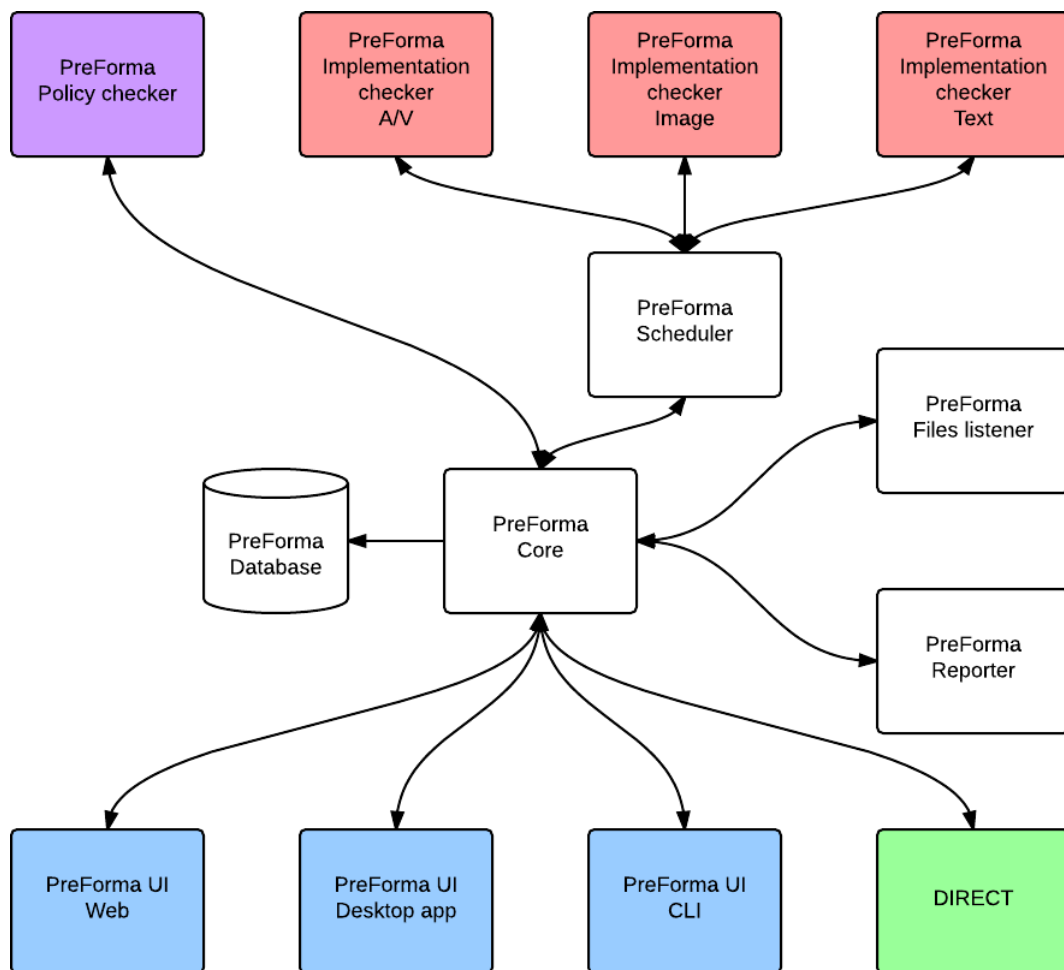 PreForma
Policy checker
PreForma
Implementation
checker
A/V
PreForma
Implementation
checker
Image
PreForma
Implementation
checker
Text
PreForma
Scheduler
PreForma
Files listener
PreForma
Database
PreForma
Core
PreForma
Reporter
PreForma UI
Web
PreForma UI
Desktop app
PreForma UI
CLI
DIRECT